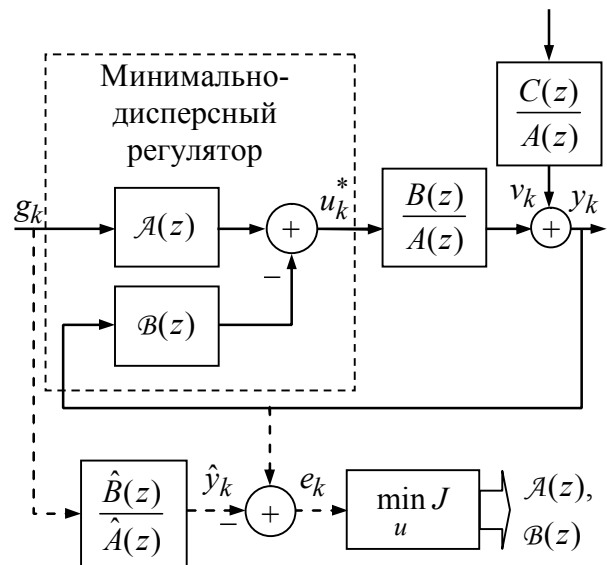 Минимально-
дисперсный
регулятор
C(z)
A(z)
g_k
𝒜(z)
+
u_k^*
B(z)
A(z)
v_k
+
y_k
−
ℬ(z)
B̂(z)
Â(z)
ŷ_k
−
+
e_k
min J
u
𝒜(z),
ℬ(z)